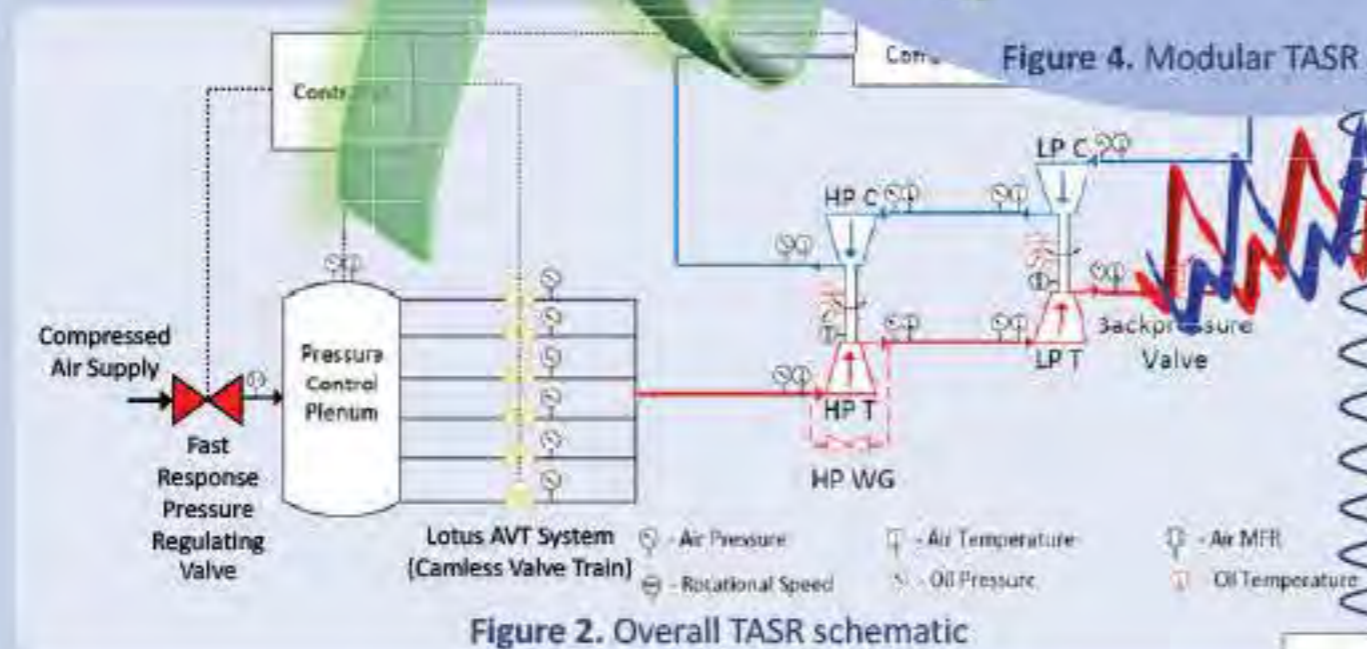 Figure 4. Modular TASR
LP C
HP C
Compressed
Air Supply
Pressure
Control
Plenum
Backpressure
Valve
LP T
HP T
HP WG
Fast
Response
Pressure
Regulating
Valve
Lotus AVT System
(Camless Valve Train)
- Air Pressure
- Air Temperature
- Air MFR
- Rotational Speed
- Oil Pressure
- Oil Temperature
Figure 2. Overall TASR schematic